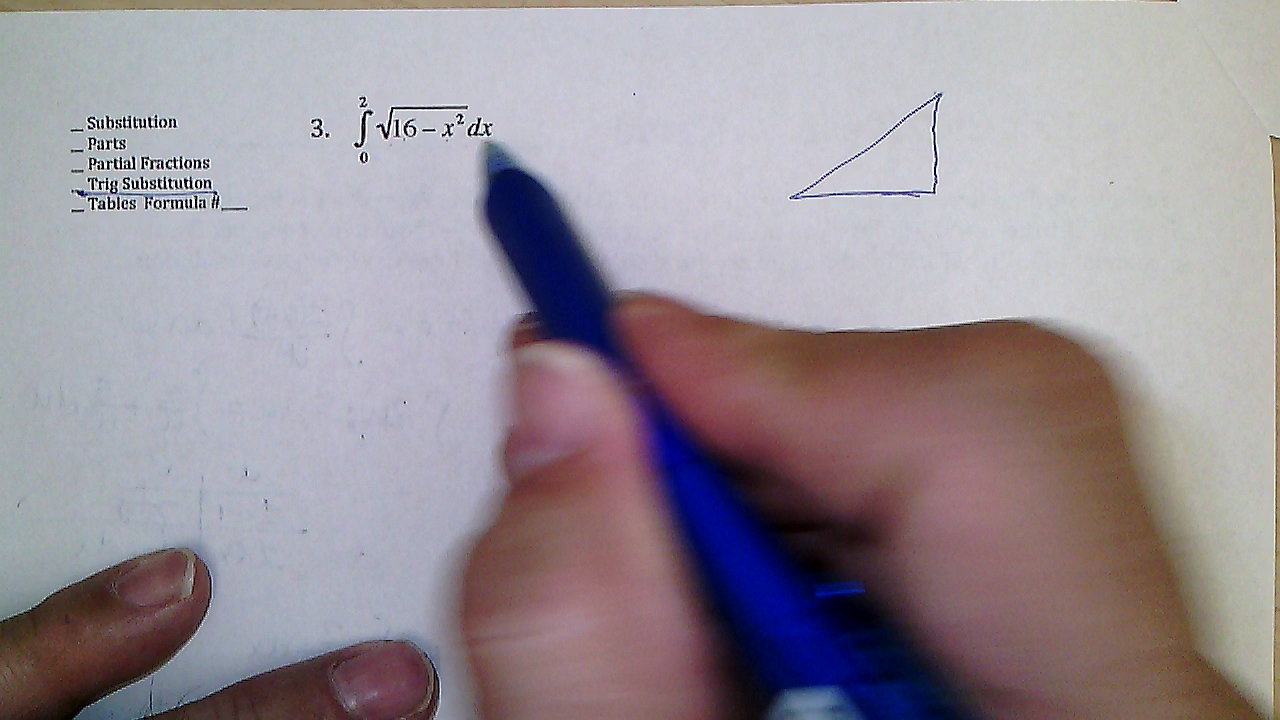 _ Substitution
_ Parts
_ Partial Fractions
_ Trig Substitution
_ Tables Formula #___
3. ∫₀² √(16 – x²) dx